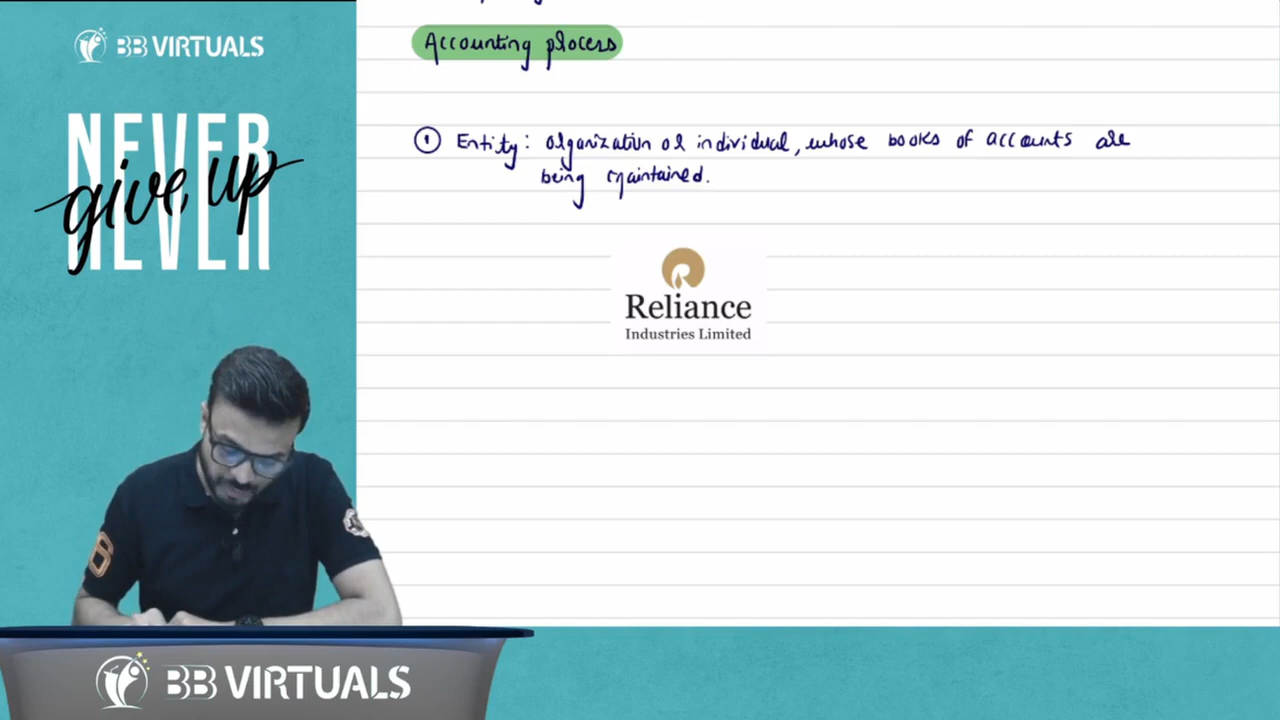 BB VIRTUALS
NEVER
give up
NEVER
Accounting process
① Entity: organization or individual, whose books of accounts are
being maintained.
Reliance
Industries Limited
6
BB VIRTUALS